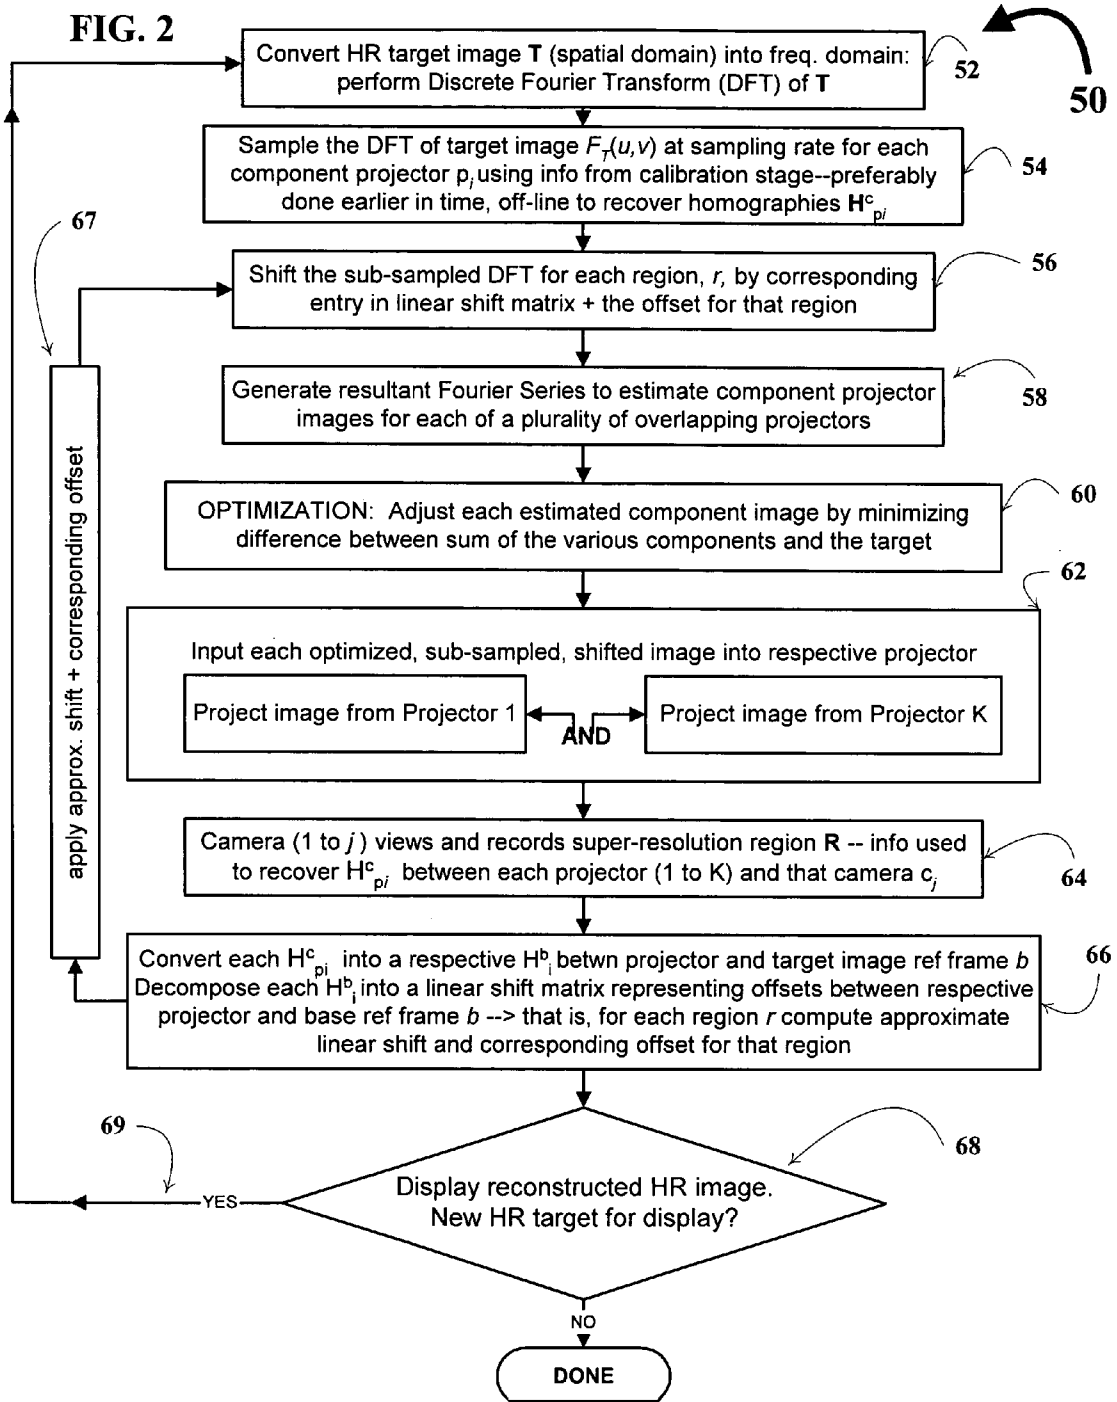 FIG. 2
50
Convert HR target image T (spatial domain) into freq. domain:
perform Discrete Fourier Transform (DFT) of T
52
Sample the DFT of target image F_T(u,v) at sampling rate for each
component projector p_i using info from calibration stage--preferably
done earlier in time, off-line to recover homographies H^c_pi
54
67
Shift the sub-sampled DFT for each region, r, by corresponding
entry in linear shift matrix + the offset for that region
56
Generate resultant Fourier Series to estimate component projector
images for each of a plurality of overlapping projectors
58
apply approx. shift + corresponding offset
OPTIMIZATION: Adjust each estimated component image by minimizing
difference between sum of the various components and the target
60
62
Input each optimized, sub-sampled, shifted image into respective projector
Project image from Projector 1
AND
Project image from Projector K
Camera (1 to j ) views and records super-resolution region R -- info used
to recover H^c_pi between each projector (1 to K) and that camera c_j
64
Convert each H^c_pi into a respective H^b_i betwn projector and target image ref frame b
Decompose each H^b_i into a linear shift matrix representing offsets between respective
projector and base ref frame b --> that is, for each region r compute approximate
linear shift and corresponding offset for that region
66
69
68
YES
Display reconstructed HR image.
New HR target for display?
NO
DONE